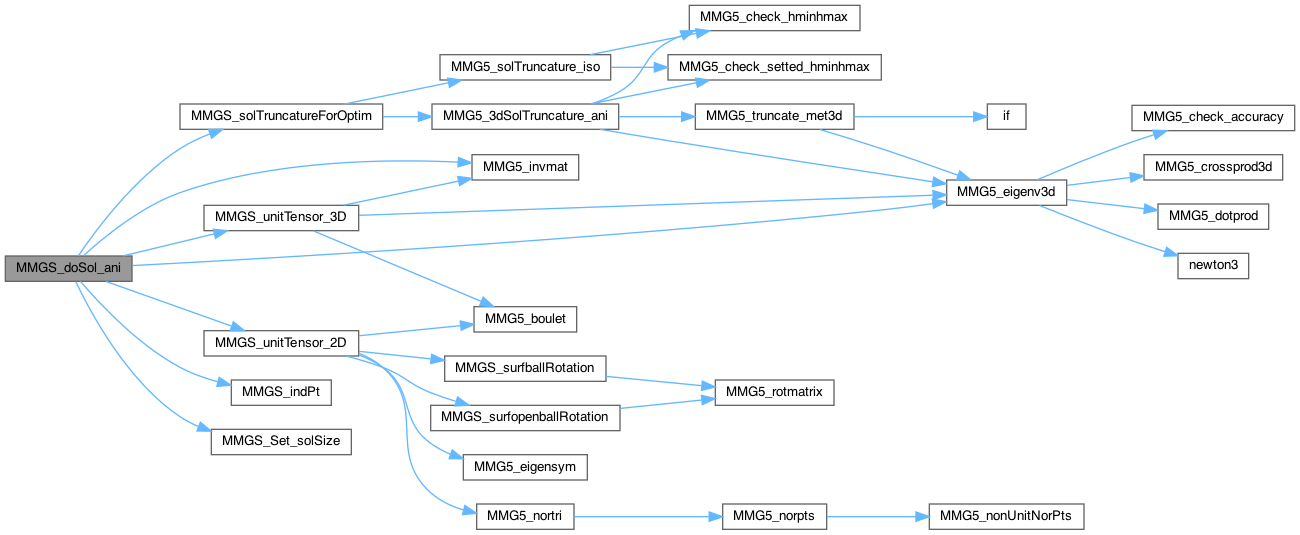 MMG5_check_hminhmax
MMG5_solTruncature_iso
MMG5_check_setted_hminhmax
MMGS_solTruncatureForOptim
MMG5_3dSolTruncature_ani
MMG5_truncate_met3d
if
MMG5_check_accuracy
MMG5_invmat
MMG5_crossprod3d
MMG5_eigenv3d
MMGS_unitTensor_3D
MMG5_dotprod
MMGS_doSol_ani
newton3
MMG5_boulet
MMGS_unitTensor_2D
MMGS_surfballRotation
MMGS_indPt
MMG5_rotmatrix
MMGS_surfopenballRotation
MMGS_Set_solSize
MMG5_eigensym
MMG5_nortri
MMG5_norpts
MMG5_nonUnitNorPts